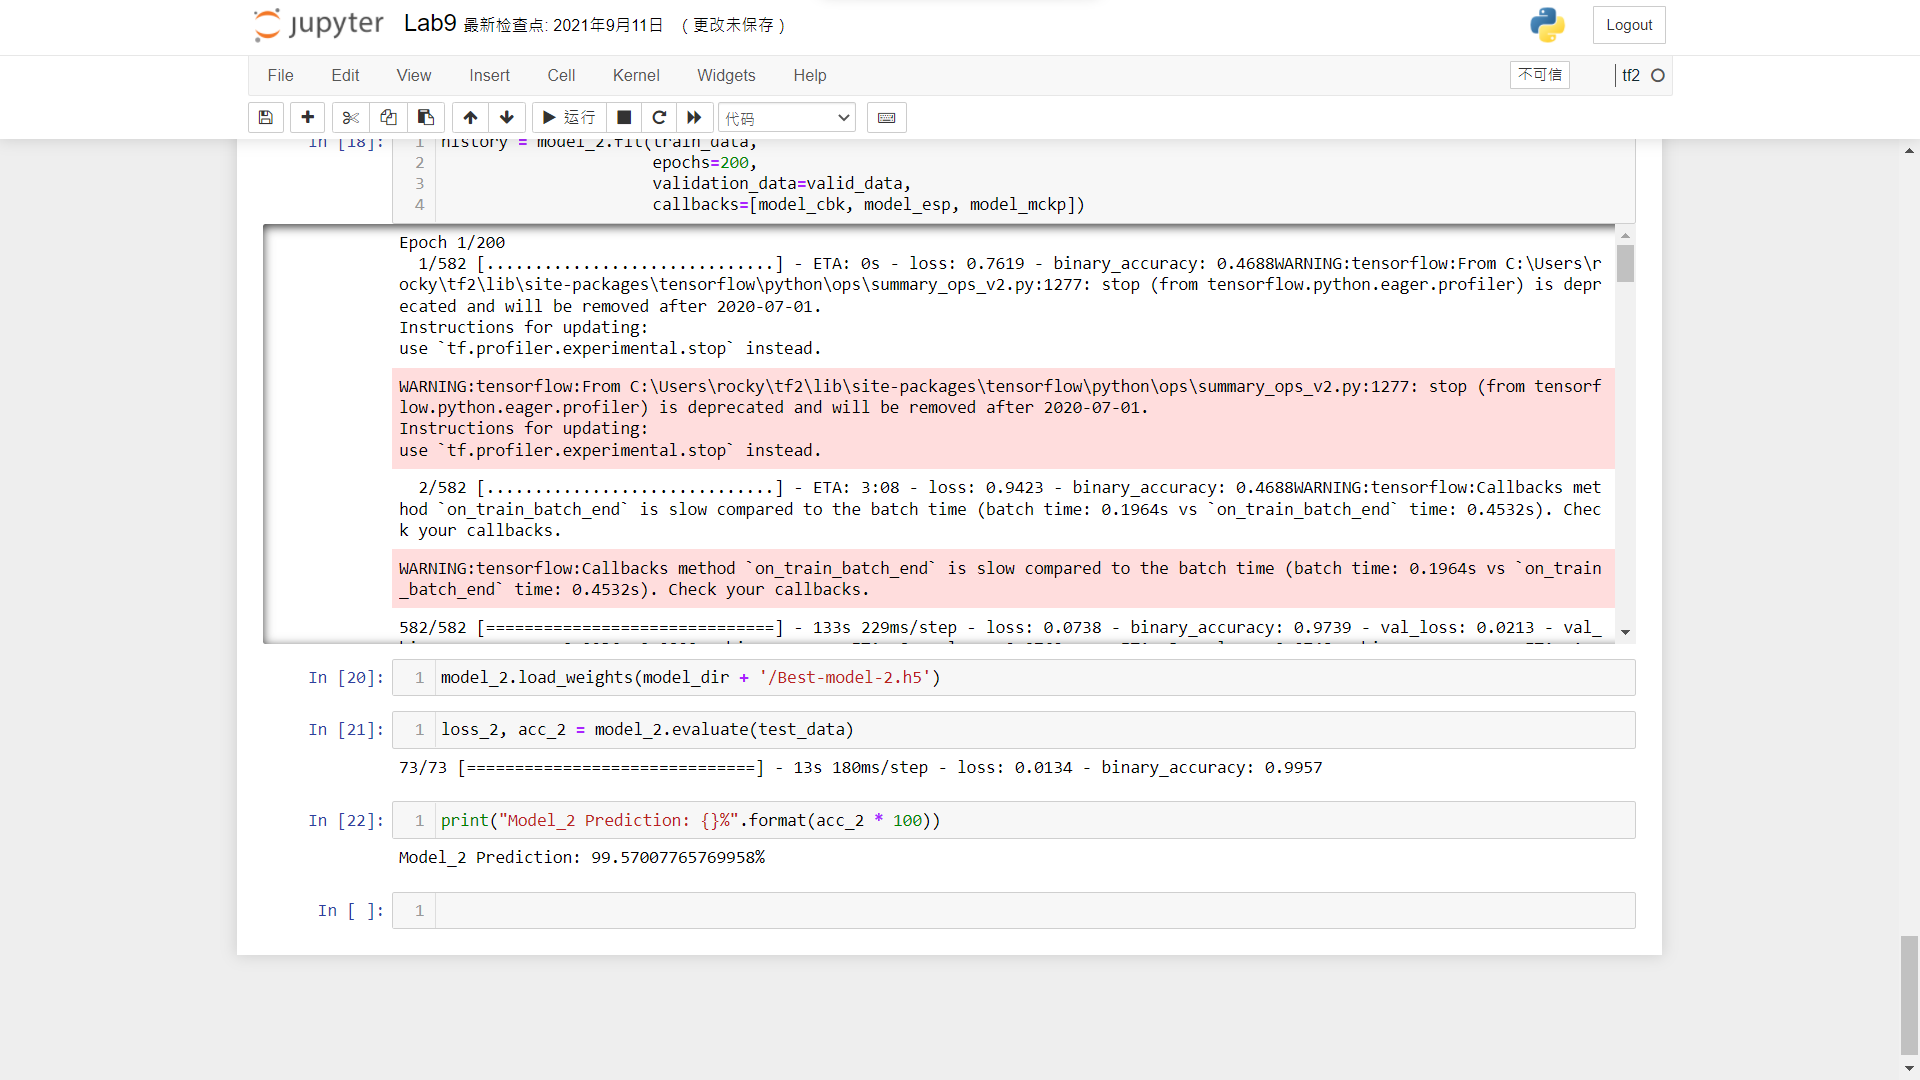 jupyter Lab9 最新检查点: 2021年9月11日 (更改未保存) Logout
File Edit View Insert Cell Kernel Widgets Help 不可信 tf2
运行 代码
In [18]: 1 history = model_2.fit(train_data,
2 epochs=200,
3 validation_data=valid_data,
4 callbacks=[model_cbk, model_esp, model_mckp])
Epoch 1/200
1/582 [..............................] - ETA: 0s - loss: 0.7619 - binary_accuracy: 0.4688WARNING:tensorflow:From C:\Users\r
ocky\tf2\lib\site-packages\tensorflow\python\ops\summary_ops_v2.py:1277: stop (from tensorflow.python.eager.profiler) is depr
ecated and will be removed after 2020-07-01.
Instructions for updating:
use `tf.profiler.experimental.stop` instead.
WARNING:tensorflow:From C:\Users\rocky\tf2\lib\site-packages\tensorflow\python\ops\summary_ops_v2.py:1277: stop (from tensorf
low.python.eager.profiler) is deprecated and will be removed after 2020-07-01.
Instructions for updating:
use `tf.profiler.experimental.stop` instead.
2/582 [..............................] - ETA: 3:08 - loss: 0.9423 - binary_accuracy: 0.4688WARNING:tensorflow:Callbacks met
hod `on_train_batch_end` is slow compared to the batch time (batch time: 0.1964s vs `on_train_batch_end` time: 0.4532s). Chec
k your callbacks.
WARNING:tensorflow:Callbacks method `on_train_batch_end` is slow compared to the batch time (batch time: 0.1964s vs `on_train
_batch_end` time: 0.4532s). Check your callbacks.
582/582 [==============================] - 133s 229ms/step - loss: 0.0738 - binary_accuracy: 0.9739 - val_loss: 0.0213 - val_
In [20]: 1 model_2.load_weights(model_dir + '/Best-model-2.h5')
In [21]: 1 loss_2, acc_2 = model_2.evaluate(test_data)
73/73 [==============================] - 13s 180ms/step - loss: 0.0134 - binary_accuracy: 0.9957
In [22]: 1 print("Model_2 Prediction: {}%".format(acc_2 * 100))
Model_2 Prediction: 99.57007765769958%
In [ ]: 1